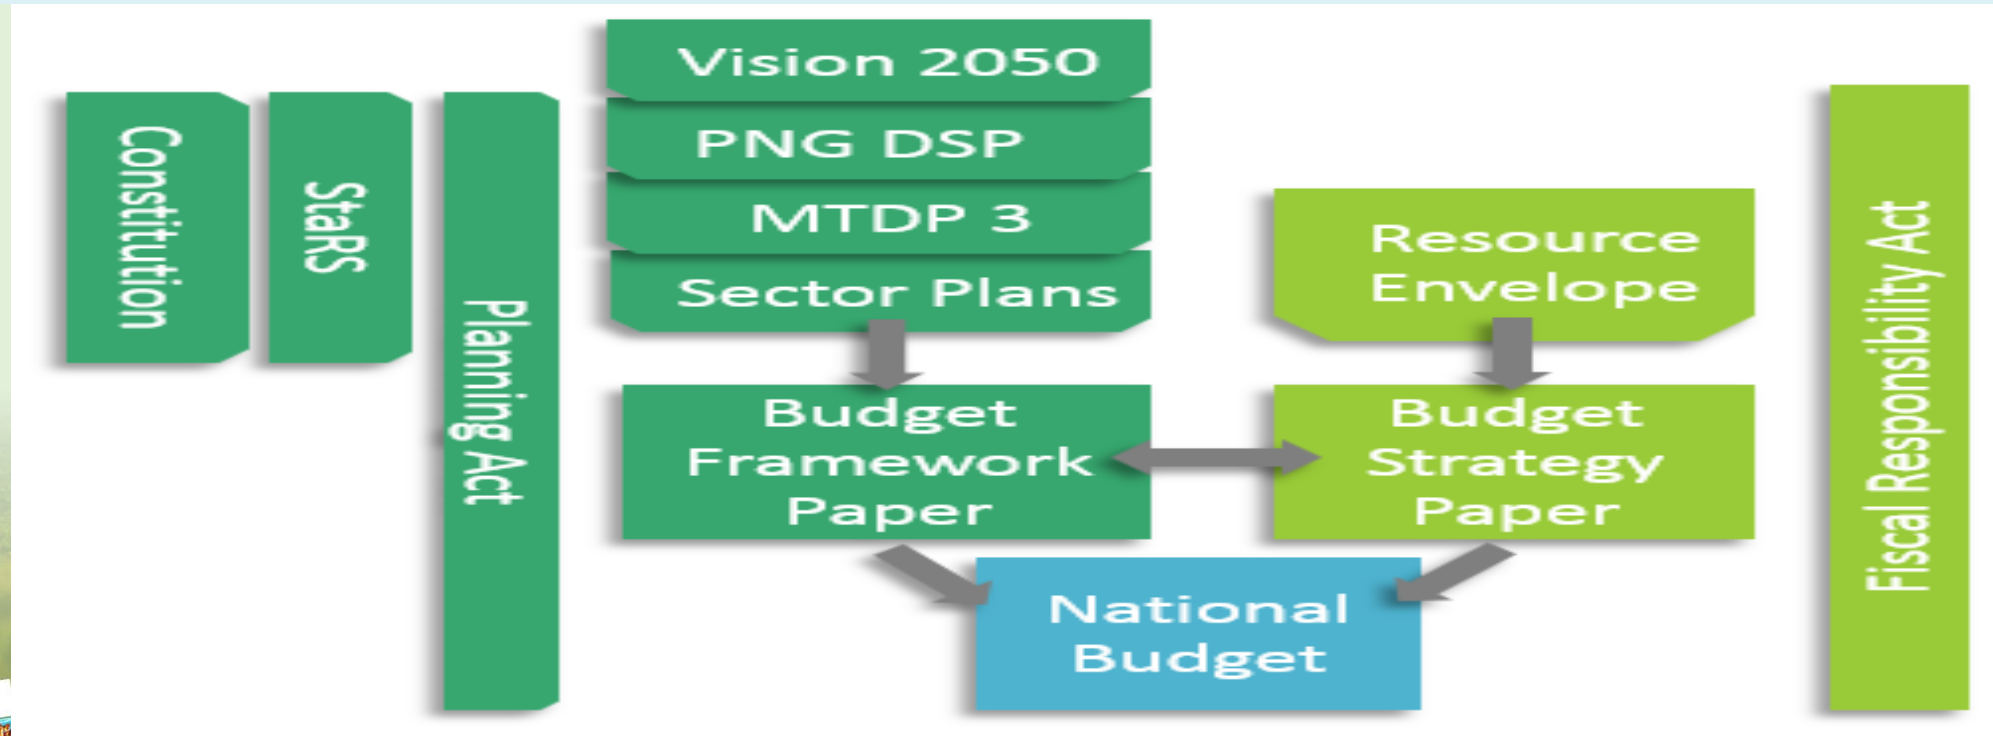 Constitution
StaRS
Planning Act
Vision 2050
PNG DSP
MTDP 3
Sector Plans
Budget
Framework
Paper
Resource
Envelope
Budget
Strategy
Paper
National
Budget
Fiscal Responsibility Act